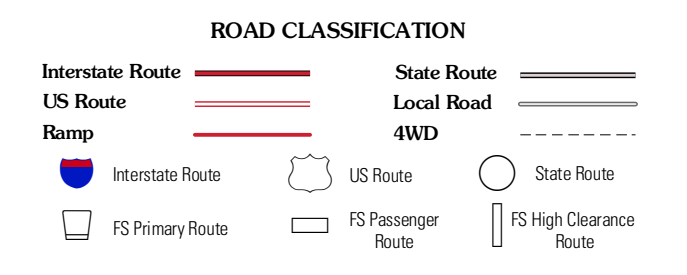 ROAD CLASSIFICATION
Interstate Route
State Route
US Route
Local Road
Ramp
4WD
Interstate Route
US Route
State Route
FS Primary Route
FS Passenger
Route
FS High Clearance
Route